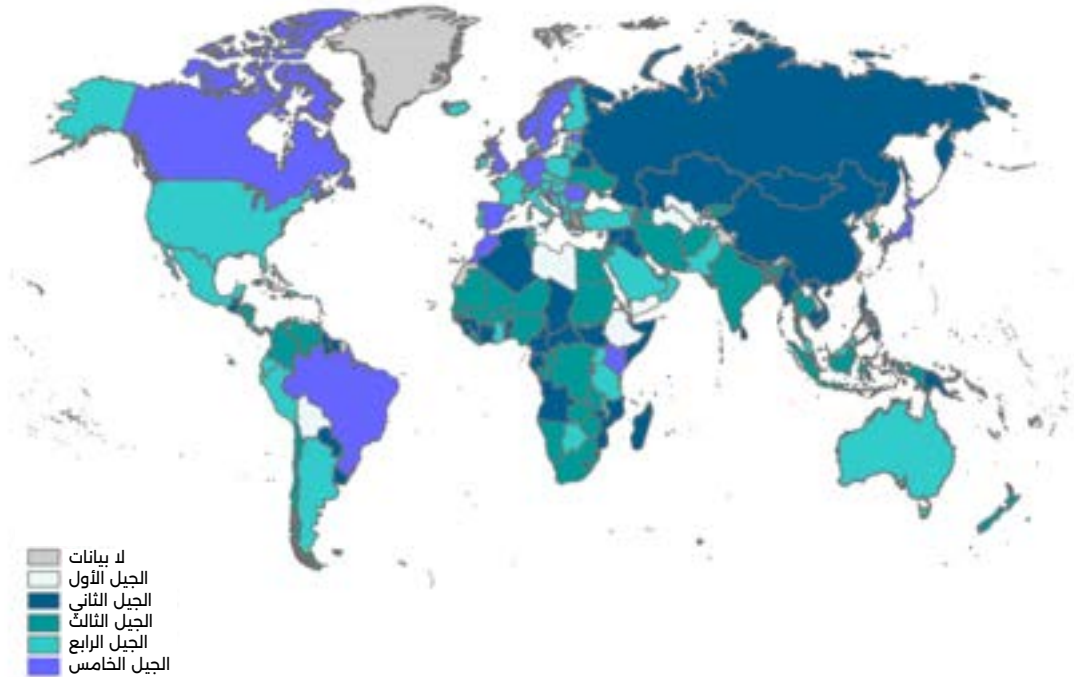 لا بيانات
الجيل الأول
الجيل الثاني
الجيل الثالث
الجيل الرابع
الجيل الخامس